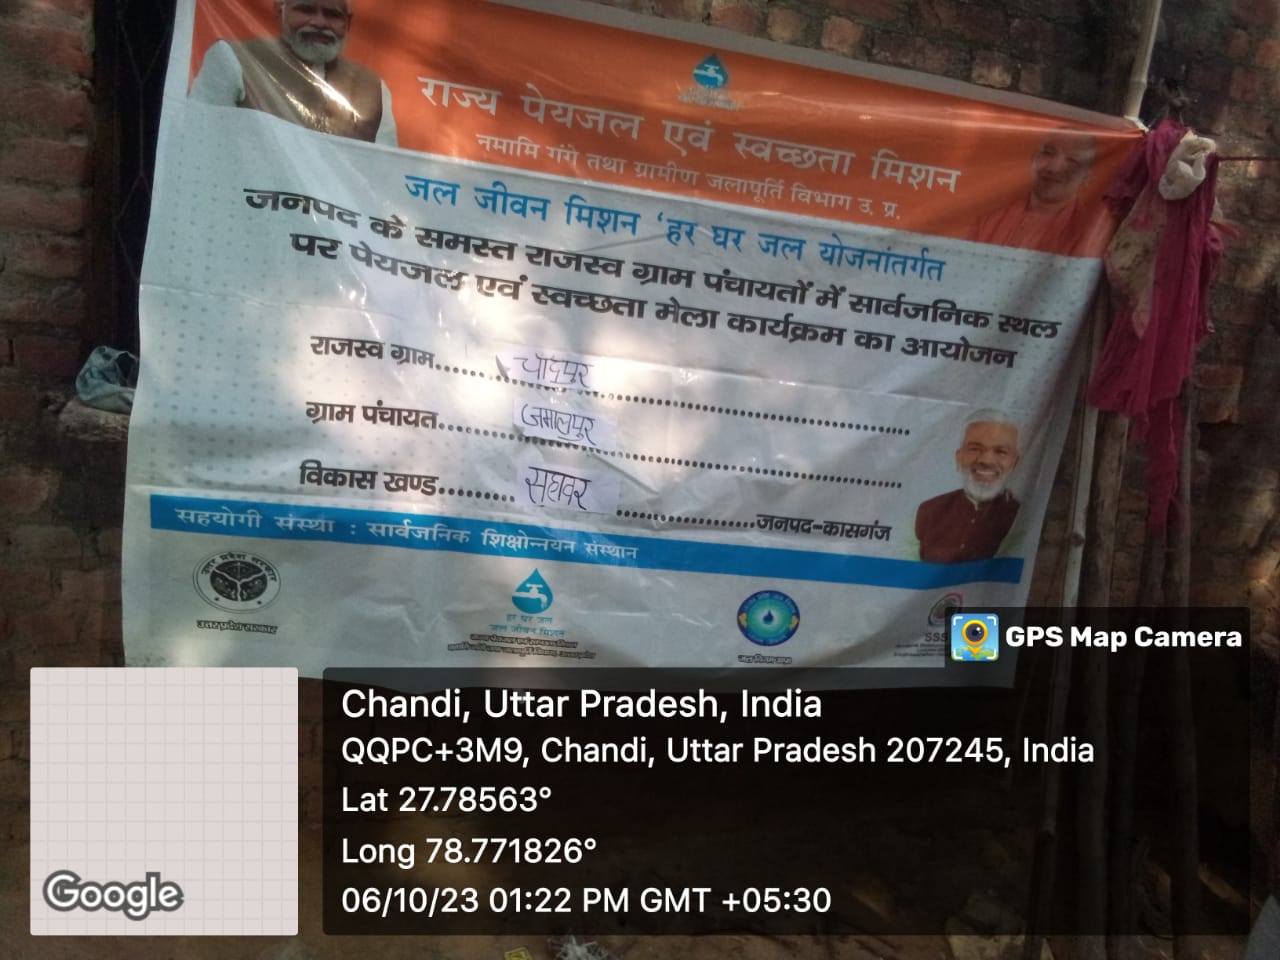 राज्य पेयजल एवं स्वच्छता मिशन
नमामि गंगे तथा ग्रामीण जलापूर्ति विभाग उ. प्र.
जल जीवन मिशन 'हर घर जल योजनांतर्गत
जनपद के समस्त राजस्व ग्राम पंचायतों में सार्वजनिक स्थल
पर पेयजल एवं स्वच्छता मेला कार्यक्रम का आयोजन
राजस्व ग्राम....... चांदपुर
ग्राम पंचायत....... जमालपुर
विकास खण्ड......... सहावर ...............जनपद-कासगंज
सहयोगी संस्था : सार्वजनिक शिक्षोन्नयन संस्थान
उत्तर प्रदेश सरकार
उत्तर प्रदेश सरकार
हर घर जल
जल जीवन मिशन
GPS Map Camera
Chandi, Uttar Pradesh, India
QQPC+3M9, Chandi, Uttar Pradesh 207245, India
Lat 27.78563°
Long 78.771826°
06/10/23 01:22 PM GMT +05:30
Google